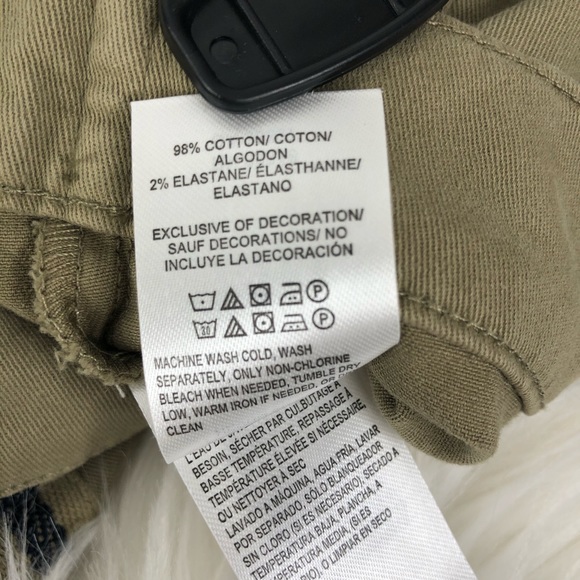 98% COTTON/ COTON/
ALGODON
2% ELASTANE/ ÉLASTHANNE/
ELASTANO
EXCLUSIVE OF DECORATION/
SAUF DECORATIONS/ NO
INCLUYE LA DECORACIÓN
P
30 P
MACHINE WASH COLD, WASH
SEPARATELY, ONLY NON-CHLORINE
BLEACH WHEN NEEDED, TUMBLE DRY
LOW, WARM IRON IF NEEDED, OR DRY
CLEAN
L'EAU DE
BESOIN, SÉCHER PAR CULBUTAGE À
BASSE TEMPÉRATURE, REPASSAGE À
TEMPÉRATURE ÉLEVÉE SI NÉCESSAIRE,
OU NETTOYER À SEC
LAVADO A MÁQUINA, AGUA FRÍA, LAVAR
POR SEPARADO, SÓLO BLANQUEADOR
SIN CLORO (SI ES NECESARIO), SECADO A
TEMPERATURA BAJA, PLANCHA, A
TEMPERATURA MEDIA (SI ES
NECESARIO), O LIMPIAR EN SECO